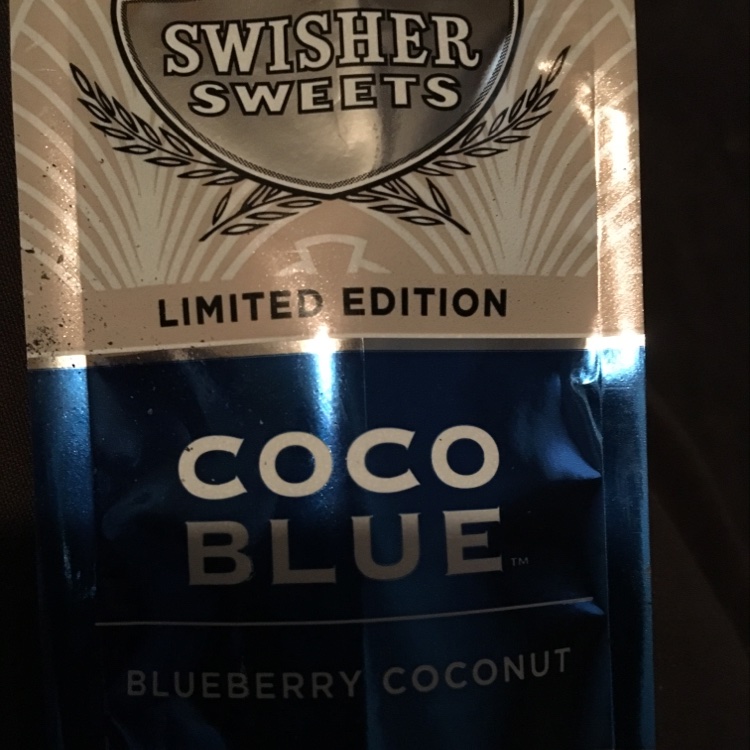 SWISHER
SWEETS
LIMITED EDITION
COCO
BLUE™
BLUEBERRY COCONUT